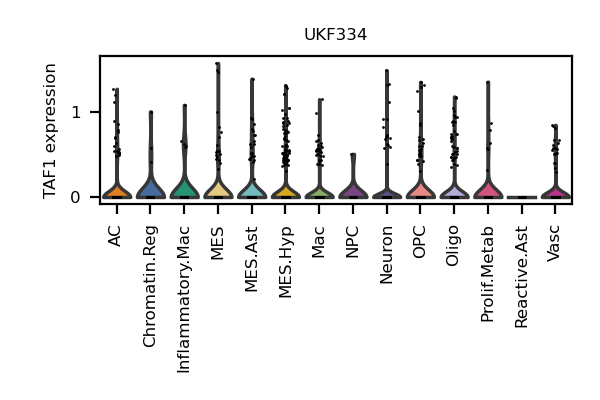 UKF334
TAF1 expression
1
0
AC
Chromatin.Reg
Inflammatory.Mac
MES
MES.Ast
MES.Hyp
Mac
NPC
Neuron
OPC
Oligo
Prolif.Metab
Reactive.Ast
Vasc